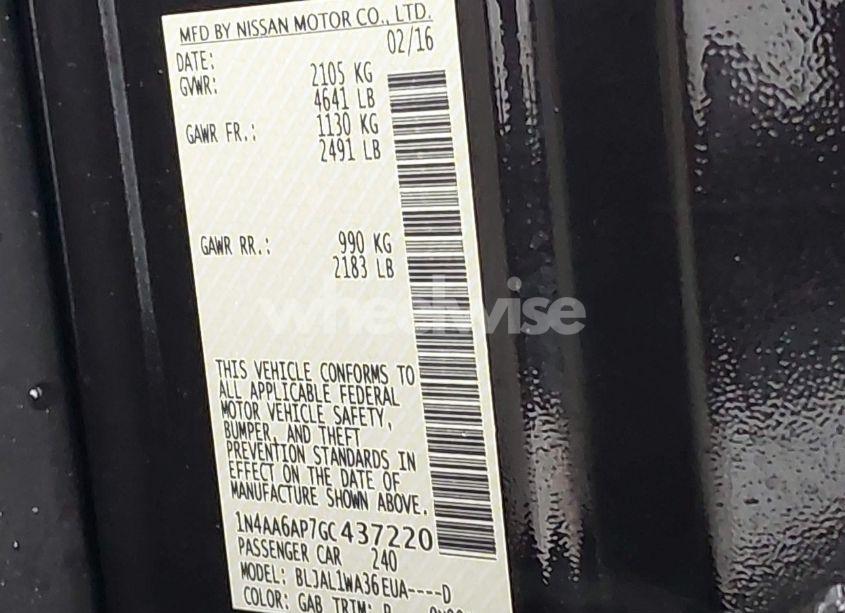 MFD BY NISSAN MOTOR CO., LTD.
DATE: 02/16
GVWR: 2105 KG
4641 LB
GAWR FR.: 1130 KG
2491 LB
GAWR RR.: 990 KG
2183 LB
wheelwise
THIS VEHICLE CONFORMS TO
ALL APPLICABLE FEDERAL
MOTOR VEHICLE SAFETY,
BUMPER, AND THEFT
PREVENTION STANDARDS IN
EFFECT ON THE DATE OF
MANUFACTURE SHOWN ABOVE.
1N4AA6AP7GC437220
PASSENGER CAR 240
MODEL: BLJAL1WA36EUA----D
COLOR: GAB TRIM: